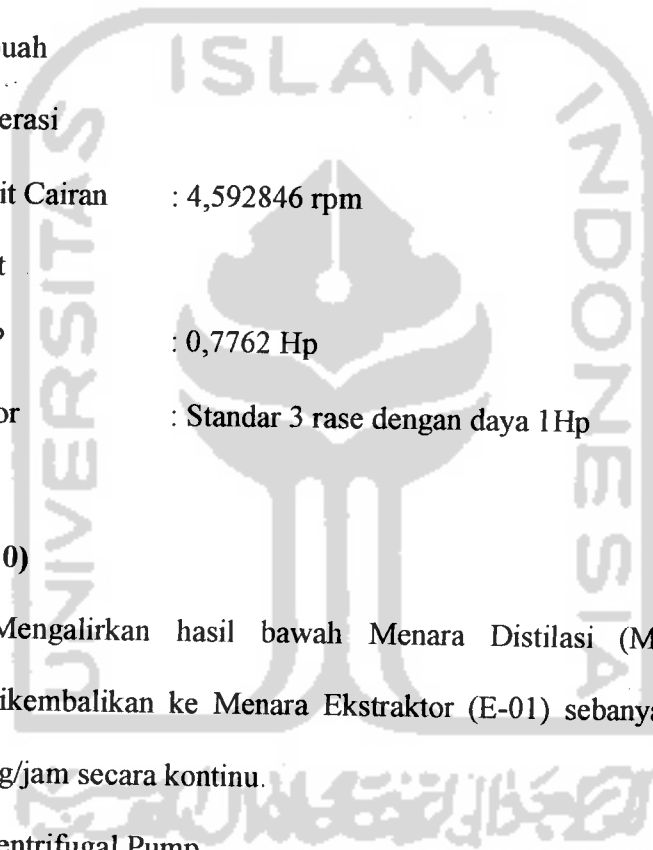 uah
erasi
it Cairan : 4,592846 rpm
t
: 0,7762 Hp
or : Standar 3 rase dengan daya 1Hp
0)
Mengalirkan hasil bawah Menara Distilasi (M
ikembalikan ke Menara Ekstraktor (E-01) sebanya
g/jam secara kontinu.
entrifugal Pump
ISLAM
UNIVERSITAS
INDONESIA